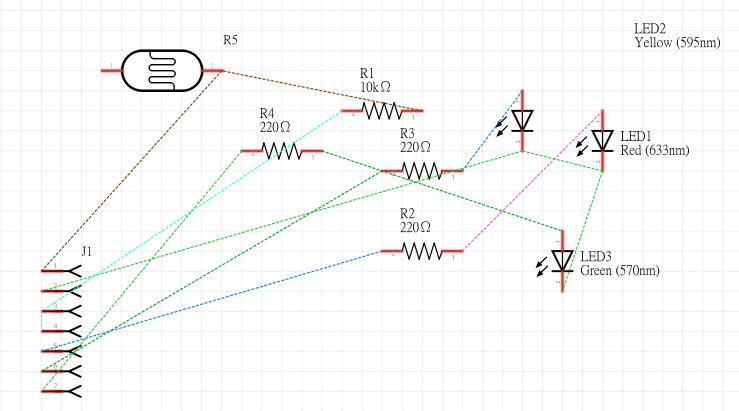 LED2
Yellow (595nm)
R5
R1
10kΩ
R4
220Ω
R3
220Ω
LED1
Red (633nm)
R2
220Ω
J1
LED3
Green (570nm)